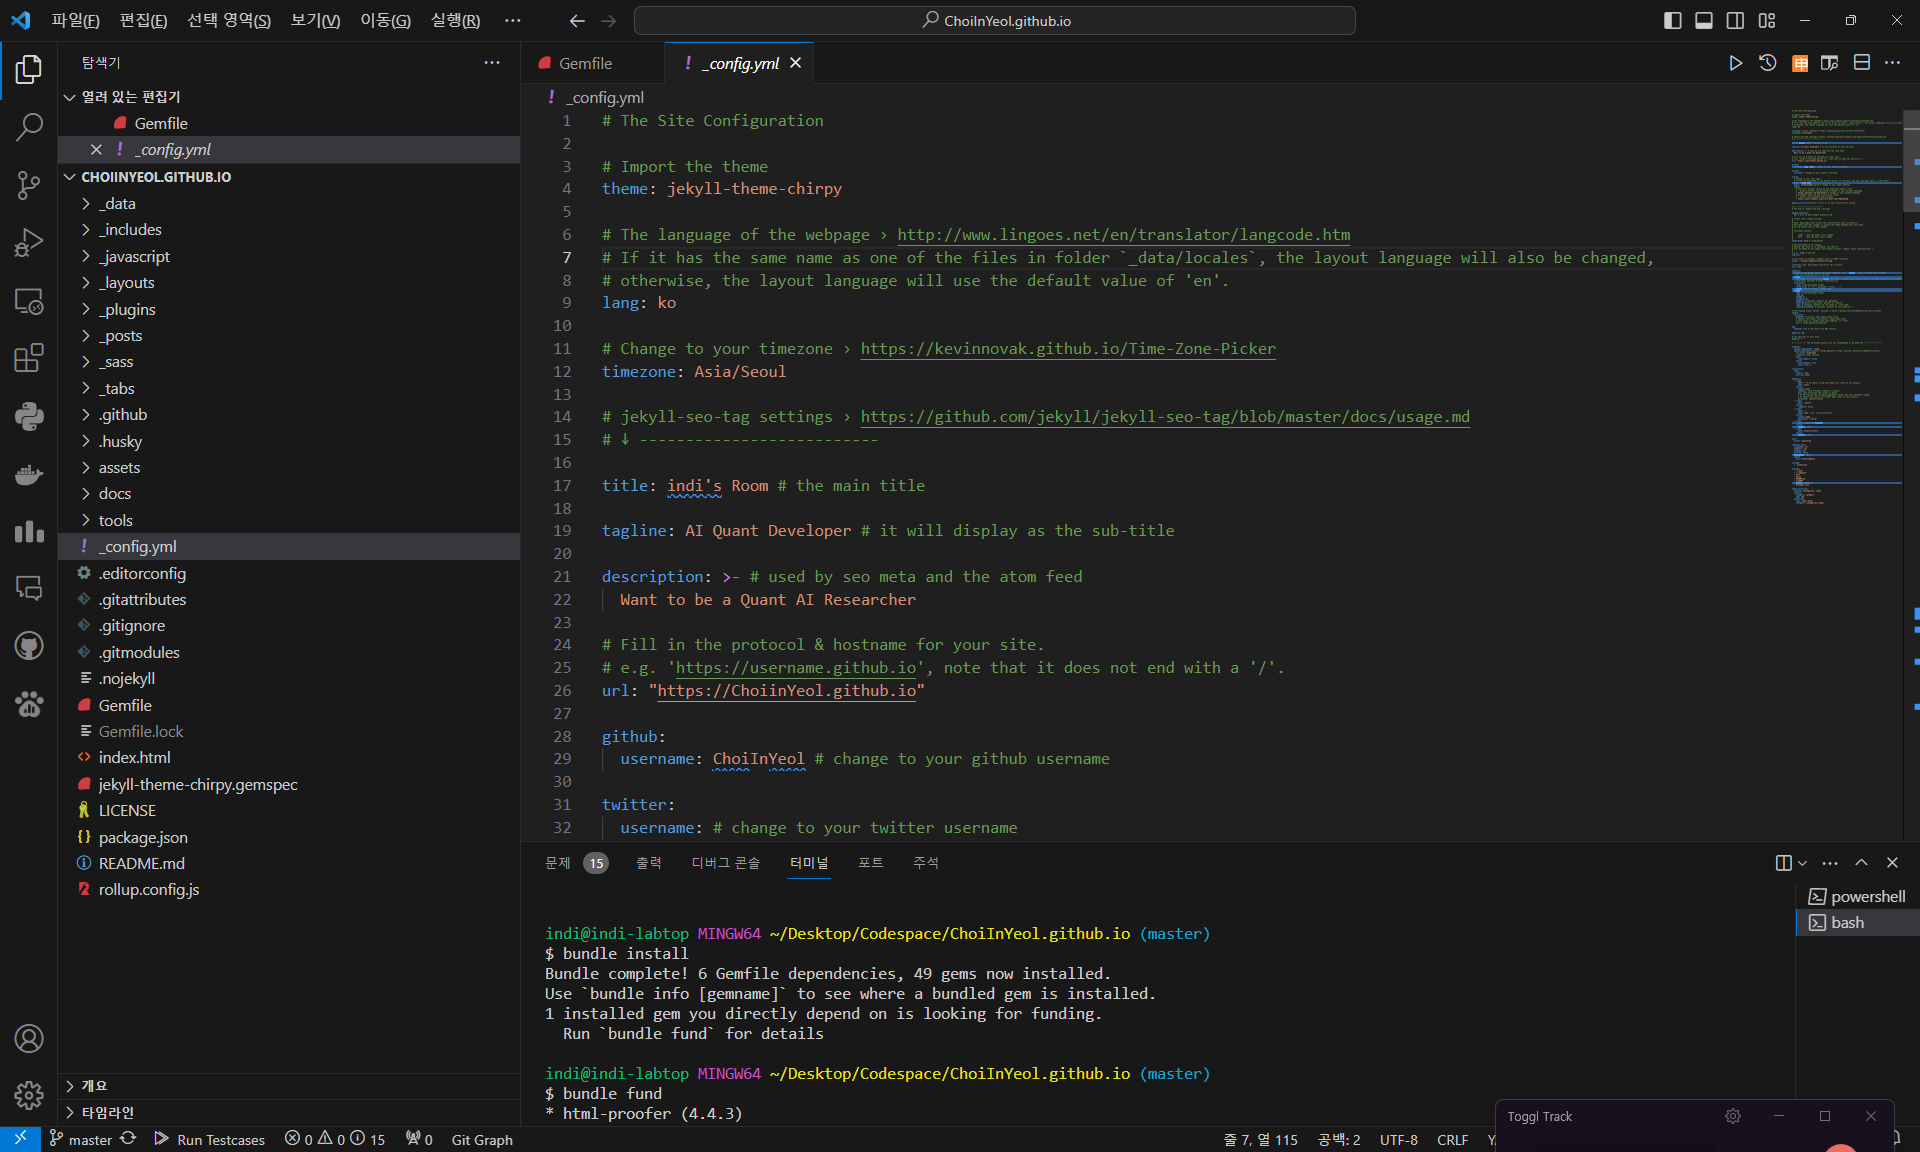 파일(F) 편집(E) 선택 영역(S) 보기(V) 이동(G) 실행(R) ··· ChoiInYeol.github.io
탐색기
열려 있는 편집기
Gemfile
! _config.yml
CHOIINYEOL.GITHUB.IO
_data
_includes
_javascript
_layouts
_plugins
_posts
_sass
_tabs
.github
.husky
assets
docs
tools
! _config.yml
.editorconfig
.gitattributes
.gitignore
.gitmodules
.nojekyll
Gemfile
Gemfile.lock
index.html
jekyll-theme-chirpy.gemspec
LICENSE
package.json
README.md
rollup.config.js
개요
타임라인
Gemfile
! _config.yml
! _config.yml
1 # The Site Configuration
2
3 # Import the theme
4 theme: jekyll-theme-chirpy
5
6 # The language of the webpage › http://www.lingoes.net/en/translator/langcode.htm
7 # If it has the same name as one of the files in folder `_data/locales`, the layout language will also be changed,
8 # otherwise, the layout language will use the default value of 'en'.
9 lang: ko
10
11 # Change to your timezone › https://kevinnovak.github.io/Time-Zone-Picker
12 timezone: Asia/Seoul
13
14 # jekyll-seo-tag settings › https://github.com/jekyll/jekyll-seo-tag/blob/master/docs/usage.md
15 # ↓ --------------------------
16
17 title: indi's Room # the main title
18
19 tagline: AI Quant Developer # it will display as the sub-title
20
21 description: >- # used by seo meta and the atom feed
22 Want to be a Quant AI Researcher
23
24 # Fill in the protocol & hostname for your site.
25 # e.g. 'https://username.github.io', note that it does not end with a '/'.
26 url: "https://ChoiinYeol.github.io"
27
28 github:
29 username: ChoiInYeol # change to your github username
30
31 twitter:
32 username: # change to your twitter username
문제 15 출력 디버그 콘솔 터미널 포트 주석
powershell
bash
indi@indi-labtop MINGW64 ~/Desktop/Codespace/ChoiInYeol.github.io (master)
$ bundle install
Bundle complete! 6 Gemfile dependencies, 49 gems now installed.
Use `bundle info [gemname]` to see where a bundled gem is installed.
1 installed gem you directly depend on is looking for funding.
Run `bundle fund` for details
indi@indi-labtop MINGW64 ~/Desktop/Codespace/ChoiInYeol.github.io (master)
$ bundle fund
* html-proofer (4.4.3)
Toggl Track
master Run Testcases 0 0 15 0 Git Graph 줄 7, 열 115 공백: 2 UTF-8 CRLF